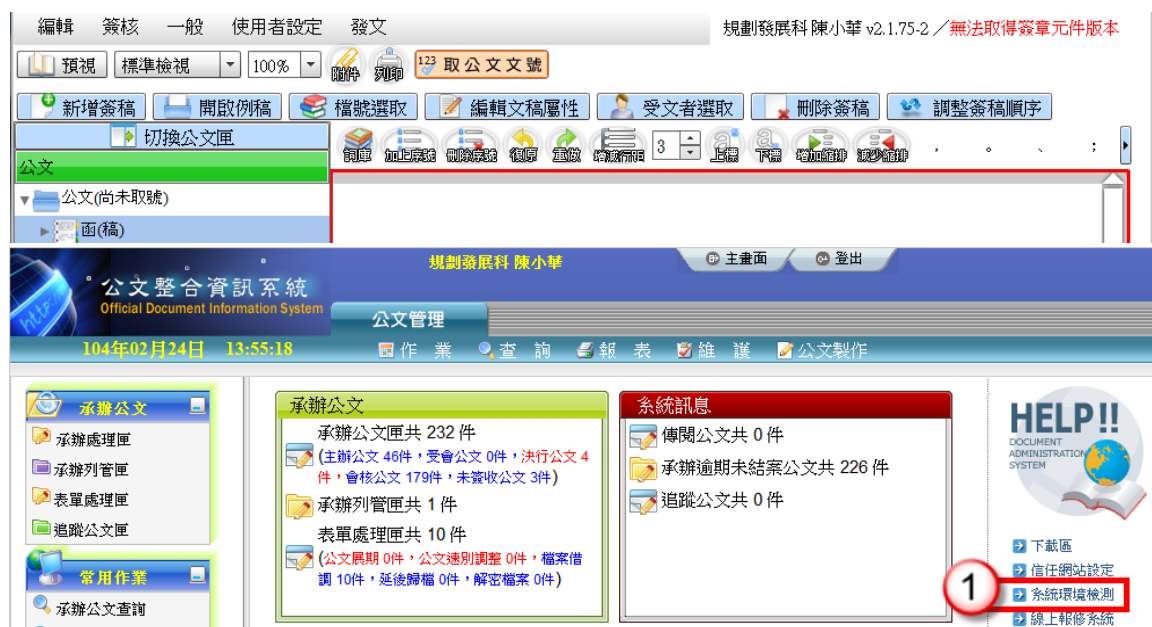 編輯 簽核 一般 使用者設定 發文 規劃發展科 陳小華 v2.1.75-2 ／無法取得簽章元件版本
預視 標準檢視 100% 附件 列印 123 取公文文號
新增簽稿 開啟例稿 檔號選取 編輯文稿屬性 受文者選取 刪除簽稿 調整簽稿順序
切換公文匣 詞庫 加上序號 刪除序號 復原 重做 增減行距 3 上標 下標 增加縮排 減少縮排 ， 。 、 ；
公文
公文(尚未取號)
函(稿)
規劃發展科 陳小華 主畫面 登出
公文整合資訊系統
Official Document Information System
http:/
公文管理
104年02月24日 13:55:18 作 業 查 詢 報 表 維 護 公文製作
承辦公文
承辦處理匣
承辦列管匣
表單處理匣
追蹤公文匣
常用作業
承辦公文查詢
承辦公文
承辦公文匣共 232 件
(主辦公文 46件，受會公文 0件，決行公文 4
件，會核公文 179件，未簽收公文 3件)
承辦列管匣共 1 件
表單處理匣共 10 件
(公文展期 0件，公文速別調整 0件，檔案借
調 10件，延後歸檔 0件，解密檔案 0件)
系統訊息
傳閱公文共 0 件
承辦逾期未結案公文共 226 件
追蹤公文共 0 件
HELP!!
DOCUMENT
ADMINISTRATION
SYSTEM
下載區
信任網站設定
1 系統環境檢測
線上報修系統